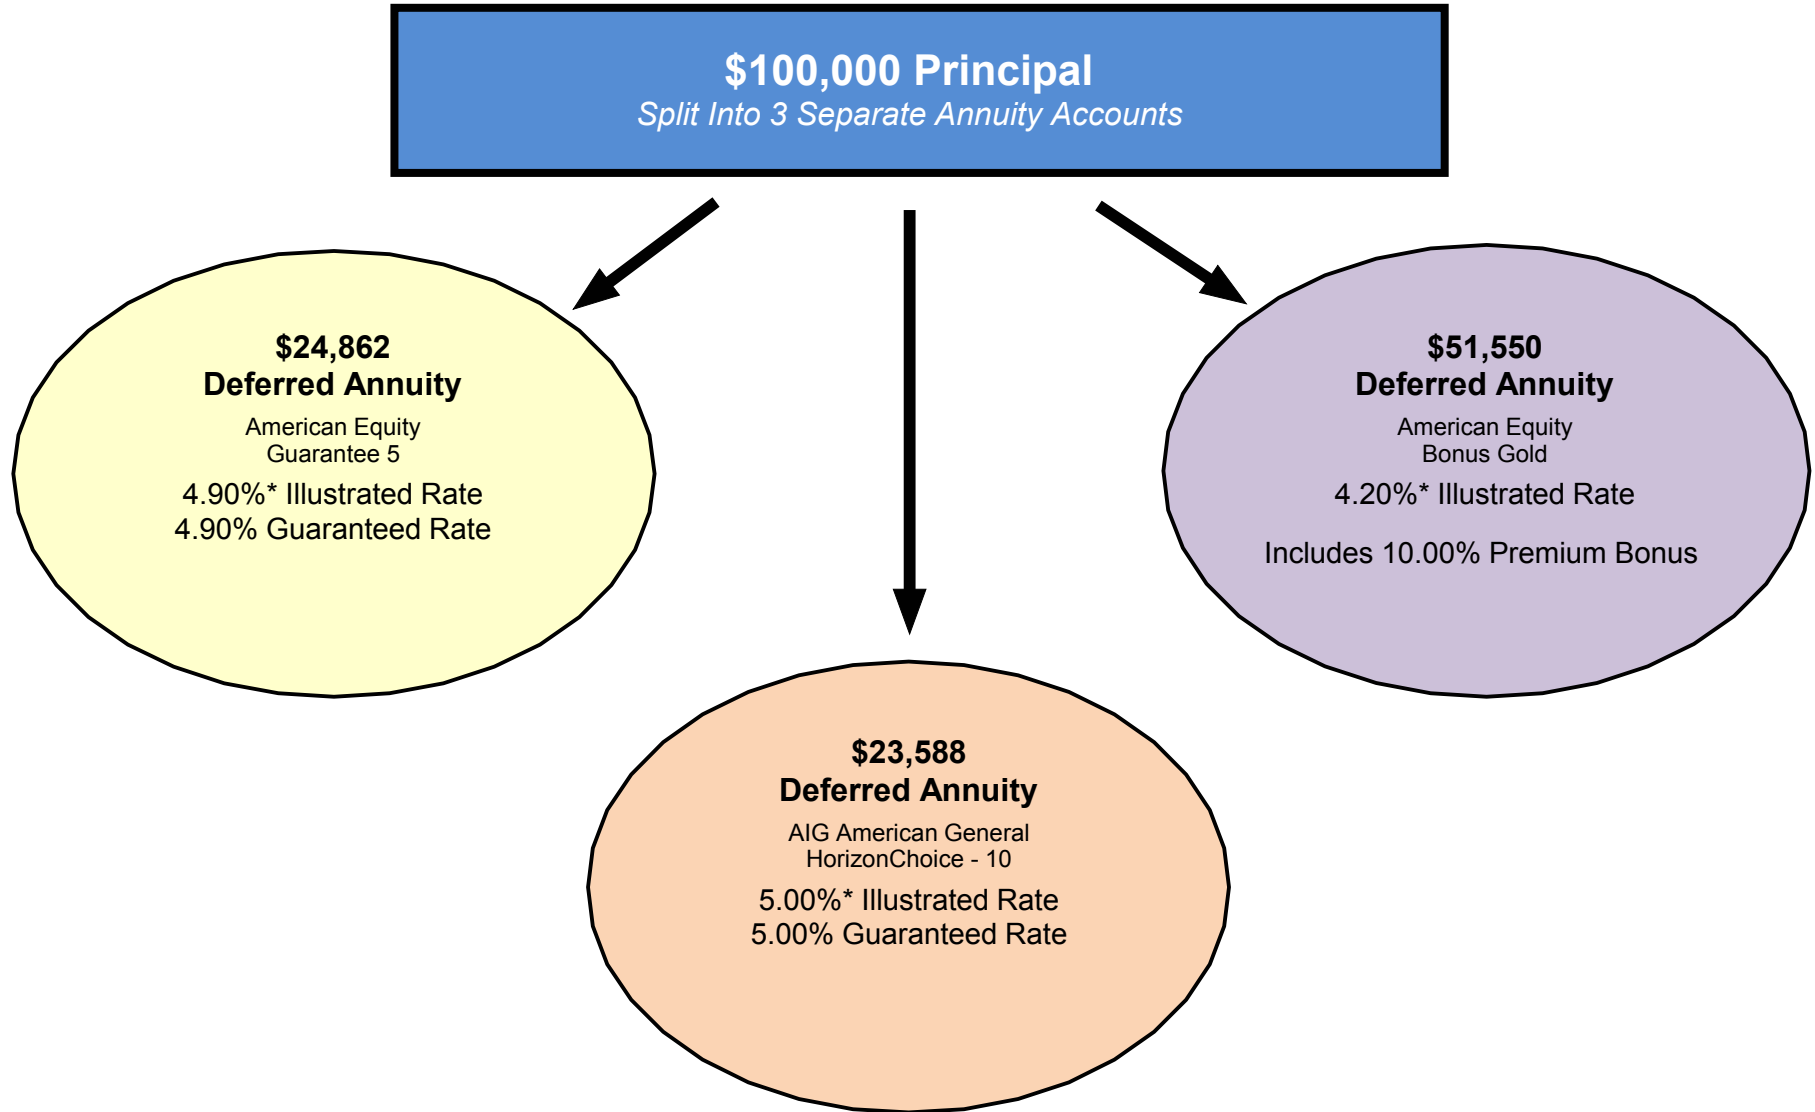 $100,000 Principal
Split Into 3 Separate Annuity Accounts
$24,862
Deferred Annuity
American Equity
Guarantee 5
4.90%* Illustrated Rate
4.90% Guaranteed Rate
$51,550
Deferred Annuity
American Equity
Bonus Gold
4.20%* Illustrated Rate
Includes 10.00% Premium Bonus
$23,588
Deferred Annuity
AIG American General
HorizonChoice - 10
5.00%* Illustrated Rate
5.00% Guaranteed Rate